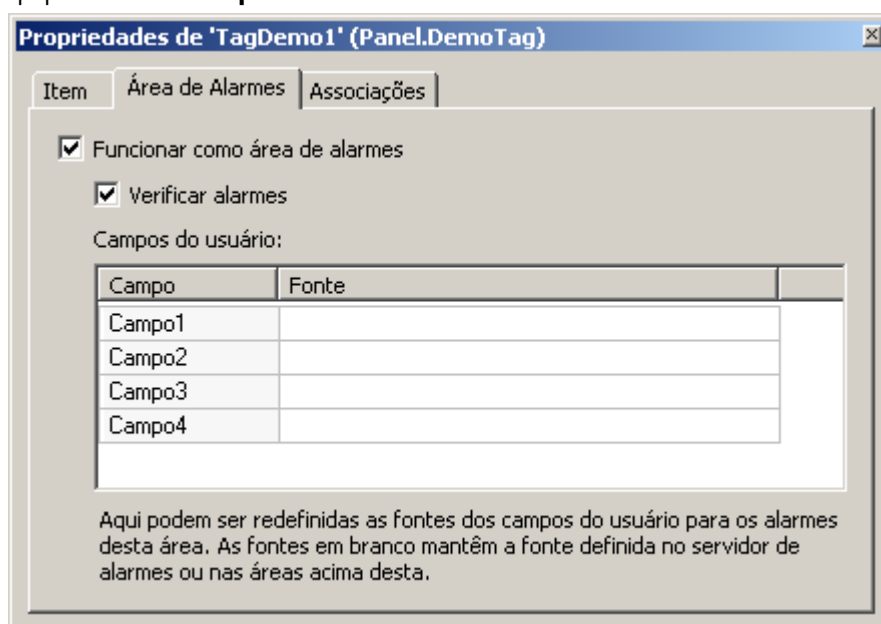 Propriedades de 'TagDemo1' (Panel.DemoTag)
Item
Área de Alarmes
Associações
Funcionar como área de alarmes
Verificar alarmes
Campos do usuário:
Campo Fonte
Campo1
Campo2
Campo3
Campo4
Aqui podem ser redefinidas as fontes dos campos do usuário para os alarmes
desta área. As fontes em branco mantêm a fonte definida no servidor de
alarmes ou nas áreas acima desta.